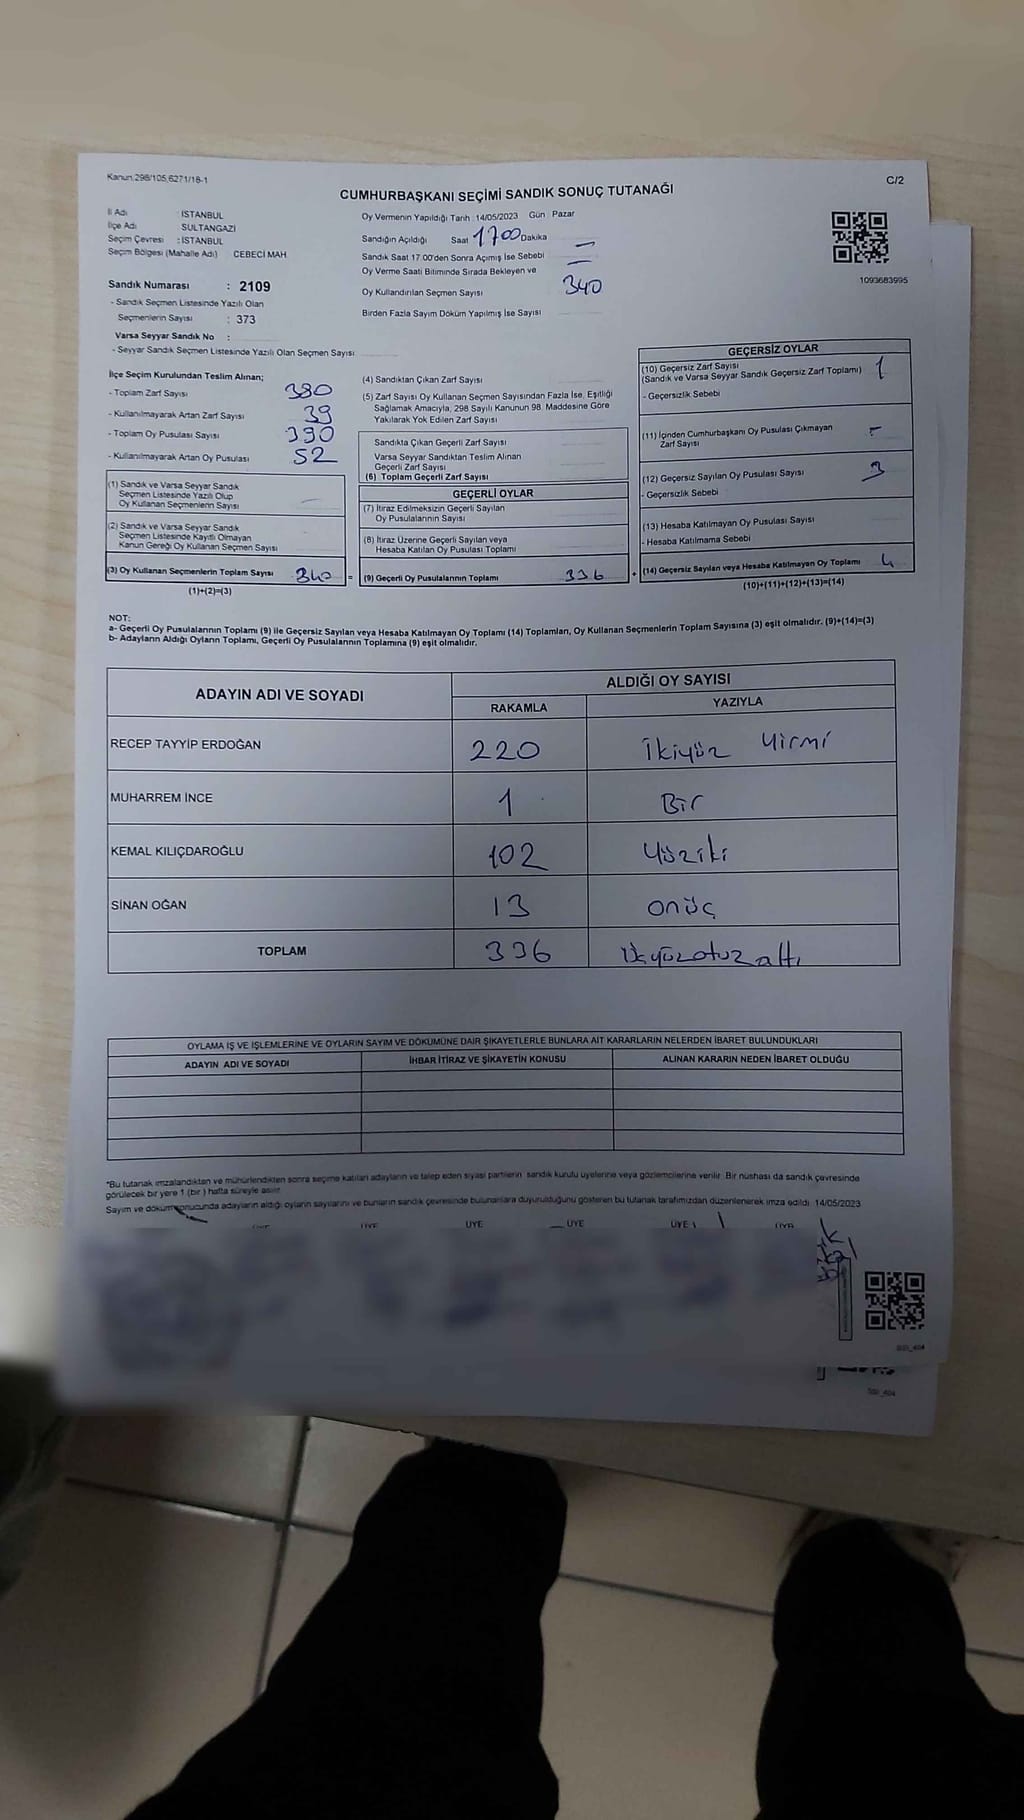 Kanun 298/105,6271/18-1
C/2
CUMHURBAŞKANI SEÇİMİ SANDIK SONUÇ TUTANAĞI
İl Adı : İSTANBUL
İlçe Adı : SULTANGAZİ
Seçim Çevresi : İSTANBUL
Seçim Bölgesi (Mahalle Adı) CEBECİ MAH.
Sandık Numarası : 2109
- Sandık Seçmen Listesinde Yazılı Olan
Seçmenlerin Sayısı : 373
Varsa Seyyar Sandık No :
- Seyyar Sandık Seçmen Listesinde Yazılı Olan Seçmen Sayısı
Oy Vermenin Yapıldığı Tarih : 14/05/2023 Gün : Pazar
Sandığın Açıldığı Saat 1700 Dakika
Sandık Saat 17.00'den Sonra Açımış İse Sebebi –
Oy Verme Saati Bitiminde Sırada Bekleyen ve –
Oy Kullandırılan Seçmen Sayısı 340
Birden Fazla Sayım Döküm Yapılmış İse Sayısı
1093683995
İlçe Seçim Kurulundan Teslim Alınan;
- Toplam Zarf Sayısı 380
- Kullanılmayarak Artan Zarf Sayısı 39
- Toplam Oy Pusulası Sayısı 390
- Kullanılmayarak Artan Oy Pusulası 52
(1) Sandık ve Varsa Seyyar Sandık
Seçmen Listesinde Yazılı Olup
Oy Kullanan Seçmenlerin Sayısı
(2) Sandık ve Varsa Seyyar Sandık
Seçmen Listesinde Kayıtlı Olmayan
Kanun Gereği Oy Kullanan Seçmen Sayısı
(3) Oy Kullanan Seçmenlerin Toplam Sayısı 340 =
(1)+(2)=(3)
(4) Sandıktan Çıkan Zarf Sayısı
(5) Zarf Sayısı Oy Kullanan Seçmen Sayısından Fazla İse, Eşitliği
Sağlamak Amacıyla, 298 Sayılı Kanunun 98. Maddesine Göre
Yakılarak Yok Edilen Zarf Sayısı
Sandıkta Çıkan Geçerli Zarf Sayısı
Varsa Seyyar Sandıktan Teslim Alınan
Geçerli Zarf Sayısı
(6) Toplam Geçerli Zarf Sayısı
GEÇERLİ OYLAR
(7) İtiraz Edilmeksizin Geçerli Sayılan
Oy Pusulalarının Sayısı
(8) İtiraz Üzerine Geçerli Sayılan veya
Hesaba Katılan Oy Pusulası Toplamı
(9) Geçerli Oy Pusulalarının Toplamı 336 +
GEÇERSİZ OYLAR
(10) Geçersiz Zarf Sayısı 1
(Sandık ve Varsa Seyyar Sandık Geçersiz Zarf Toplamı)
- Geçersizlik Sebebi
(11) İçinden Cumhurbaşkanı Oy Pusulası Çıkmayan –
Zarf Sayısı
(12) Geçersiz Sayılan Oy Pusulası Sayısı 3
- Geçersizlik Sebebi
(13) Hesaba Katılmayan Oy Pusulası Sayısı
- Hesaba Katılmama Sebebi
(14) Geçersiz Sayılan veya Hesaba Katılmayan Oy Toplamı 4
(10)+(11)+(12)+(13)=(14)
NOT:
a- Geçerli Oy Pusulalarının Toplamı (9) ile Geçersiz Sayılan veya Hesaba Katılmayan Oy Toplamı (14) Toplamları, Oy Kullanan Seçmenlerin Toplam Sayısına (3) eşit olmalıdır. (9)+(14)=(3)
b- Adayların Aldığı Oyların Toplamı, Geçerli Oy Pusulalarının Toplamına (9) eşit olmalıdır.
ADAYIN ADI VE SOYADI
ALDIĞI OY SAYISI
RAKAMLA YAZIYLA
RECEP TAYYİP ERDOĞAN 220 ikiyüz yirmi
MUHARREM İNCE 1 Bir
KEMAL KILIÇDAROĞLU 102 Yüziki
SİNAN OĞAN 13 onüç
TOPLAM 336 üçyüzotuzaltı
OYLAMA İŞ VE İŞLEMLERİNE VE OYLARIN SAYIM VE DÖKÜMÜNE DAİR ŞİKAYETLERLE BUNLARA AİT KARARLARIN NELERDEN İBARET BULUNDUKLARI
ADAYIN ADI VE SOYADI İHBAR İTİRAZ VE ŞİKAYETİN KONUSU ALINAN KARARIN NEDEN İBARET OLDUĞU
*Bu tutanak imzalandıktan ve mühürlendikten sonra seçime katılan adayların ve talep eden siyasi partilerin sandık kurulu üyelerine veya gözlemcilerine verilir. Bir nüshası da sandık çevresinde
görülecek bir yere 1 (bir) hafta süreyle asılır.
Sayım ve döküm sonucunda adayların aldığı oyların sayılarını ve bunların sandık çevresinde bulunanlara duyurulduğunu gösteren bu tutanak tarafımızdan düzenlenerek imza edildi. 14/05/2023
ÜYE ÜYE ÜYE ÜYE ÜYE ÜYE